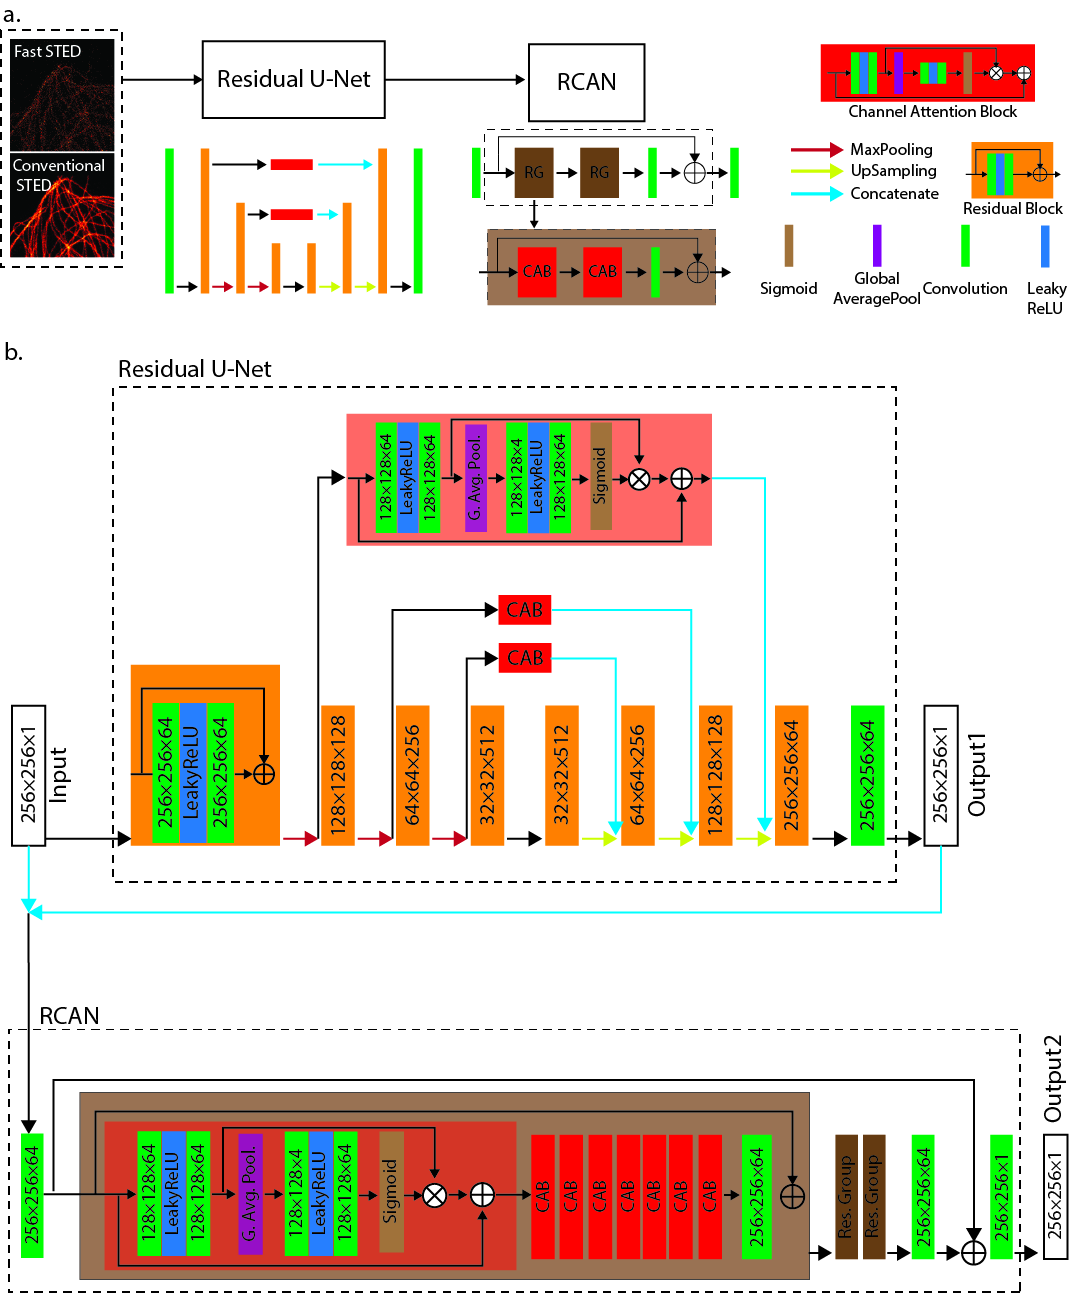 a.
Fast STED
Conventional
STED
Residual U-Net
RCAN
RG
RG
CAB
CAB
Channel Attention Block
MaxPooling
UpSampling
Concatenate
Residual Block
Sigmoid
Global
AveragePool
Convolution
Leaky
ReLU
b.
Residual U-Net
128×128×64
LeakyReLU
128×128×64
G. Avg. Pool.
128×128×4
LeakyReLU
128×128×64
Sigmoid
CAB
CAB
256×256×1
Input
256×256×64
LeakyReLU
256×256×64
128×128×128
64×64×256
32×32×512
32×32×512
64×64×256
128×128×128
256×256×64
256×256×64
256×256×1
Output1
RCAN
256×256×64
128×128×64
LeakyReLU
128×128×64
G. Avg. Pool.
128×128×4
LeakyReLU
128×128×64
Sigmoid
CAB
CAB
CAB
CAB
CAB
CAB
CAB
256×256×64
Res. Group
Res. Group
256×256×64
256×256×1
256×256×1
Output2